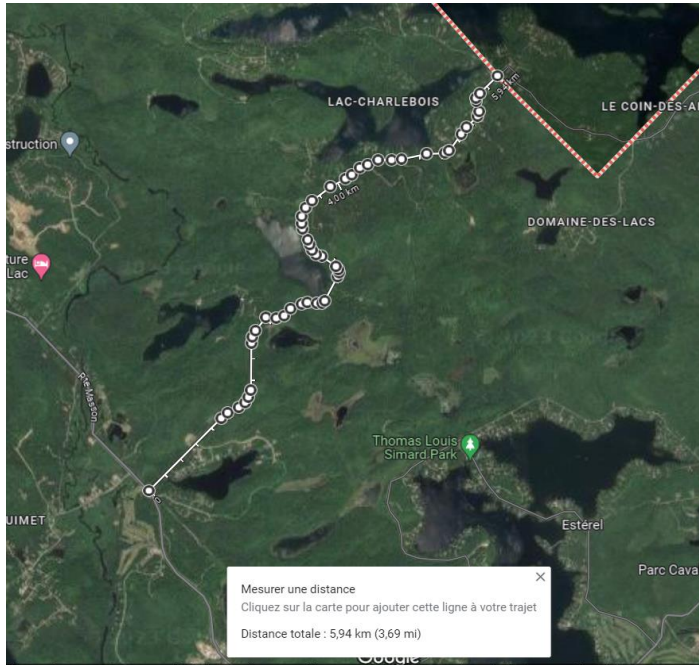 LAC-CHARLEBOIS
5,94 km
LE COIN-DES-A
struction
4,00 km
DOMAINE-DES-LACS
ture
Lac
Rte Masson
Thomas Louis
Simard Park
UIMET
Estérel
Parc Cava
Mesurer une distance
Cliquez sur la carte pour ajouter cette ligne à votre trajet
Distance totale : 5,94 km (3,69 mi)
Google